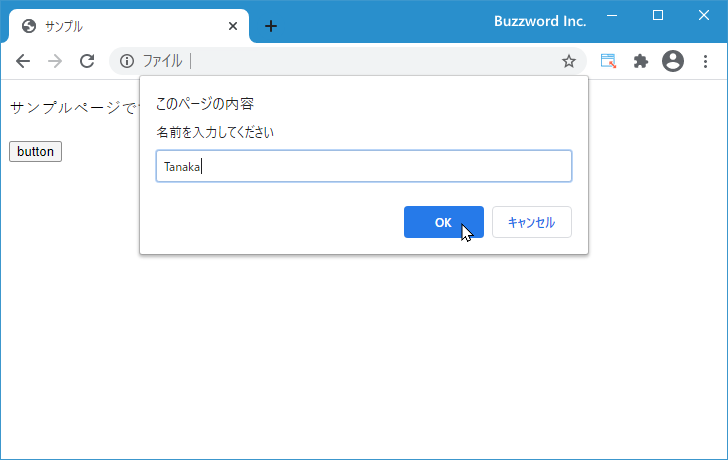 サンプル
Buzzword Inc.
ファイル
サンプルページで
このページの内容
名前を入力してください
Tanaka
OK
キャンセル
button